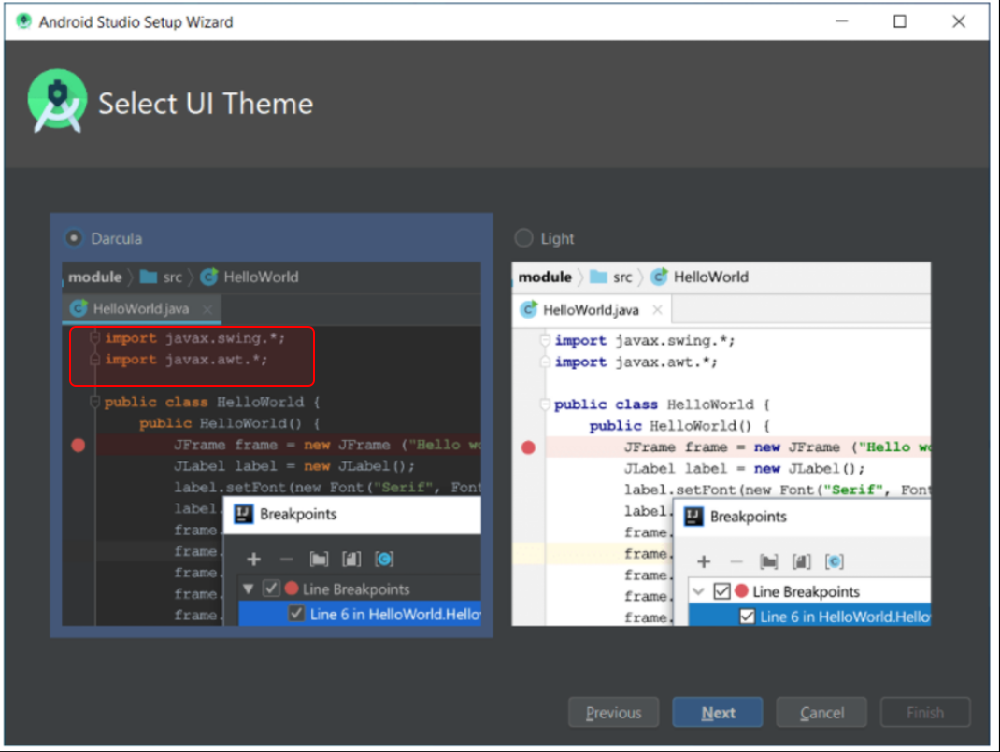 Android Studio Setup Wizard
Select UI Theme
Darcula
module src HelloWorld
HelloWorld.java
import javax.swing.*;
import javax.awt.*;
public class HelloWorld {
public HelloWorld() {
JFrame frame = new JFrame ("Hello wo
JLabel label = new JLabel();
label.setFont(new Font("Serif", Font
label.
frame.
frame.
frame.
frame.
frame.
Breakpoints
Line Breakpoints
Line 6 in HelloWorld.Hello
Light
module src HelloWorld
HelloWorld.java
import javax.swing.*;
import javax.awt.*;
public class HelloWorld {
public HelloWorld() {
JFrame frame = new JFrame ("Hello wo
JLabel label = new JLabel();
label.setFont(new Font("Serif", Font
label.
frame.
frame.
frame.
frame.
frame.
Breakpoints
Line Breakpoints
Line 6 in HelloWorld.Hello
Previous Next Cancel Finish